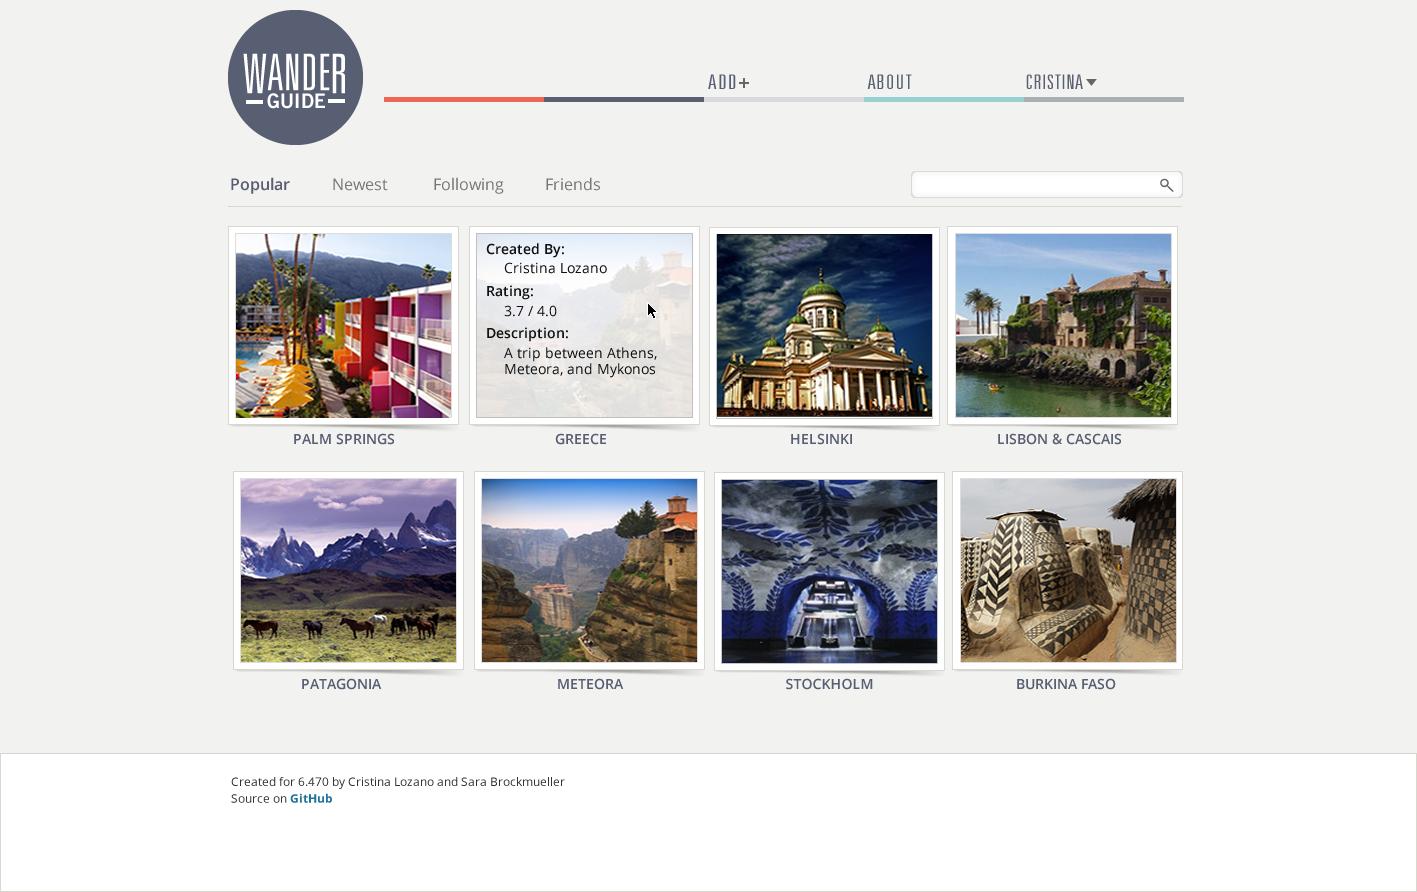 WANDER
GUIDE
ADD+
ABOUT
CRISTINA
Popular
Newest
Following
Friends
Created By:
Cristina Lozano
Rating:
3.7 / 4.0
Description:
A trip between Athens,
Meteora, and Mykonos
PALM SPRINGS
GREECE
HELSINKI
LISBON & CASCAIS
PATAGONIA
METEORA
STOCKHOLM
BURKINA FASO
Created for 6.470 by Cristina Lozano and Sara Brockmueller
Source on GitHub